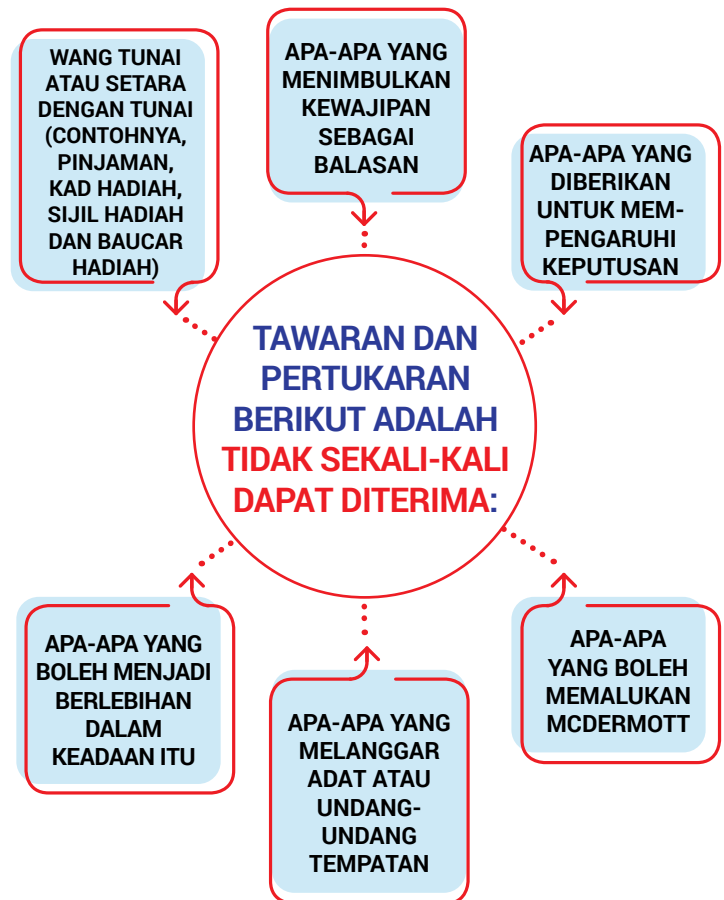 WANG TUNAI
ATAU SETARA
DENGAN TUNAI
(CONTOHNYA,
PINJAMAN,
KAD HADIAH,
SIJIL HADIAH
DAN BAUCAR
HADIAH)
APA-APA YANG
MENIMBULKAN
KEWAJIPAN
SEBAGAI
BALASAN
APA-APA YANG
DIBERIKAN
UNTUK MEM-
PENGARUHI
KEPUTUSAN
TAWARAN DAN
PERTUKARAN
BERIKUT ADALAH
TIDAK SEKALI-KALI
DAPAT DITERIMA:
APA-APA YANG
BOLEH MENJADI
BERLEBIHAN
DALAM
KEADAAN ITU
APA-APA YANG
MELANGGAR
ADAT ATAU
UNDANG-
UNDANG
TEMPATAN
APA-APA
YANG BOLEH
MEMALUKAN
MCDERMOTT